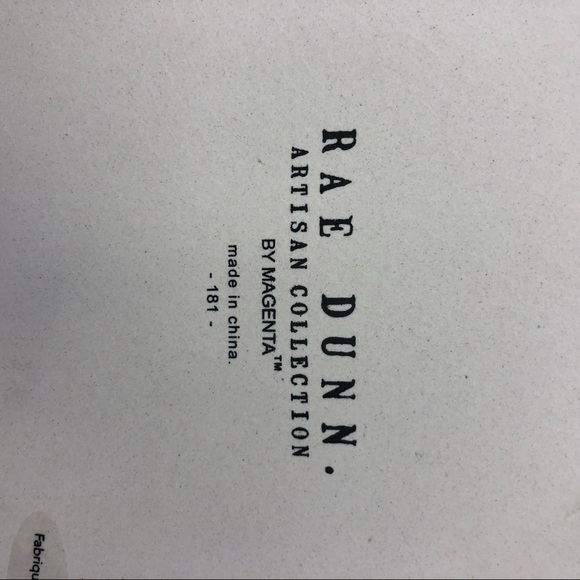 RAE DUNN.
ARTISAN COLLECTION
BY MAGENTA™
made in china.
- 181 -